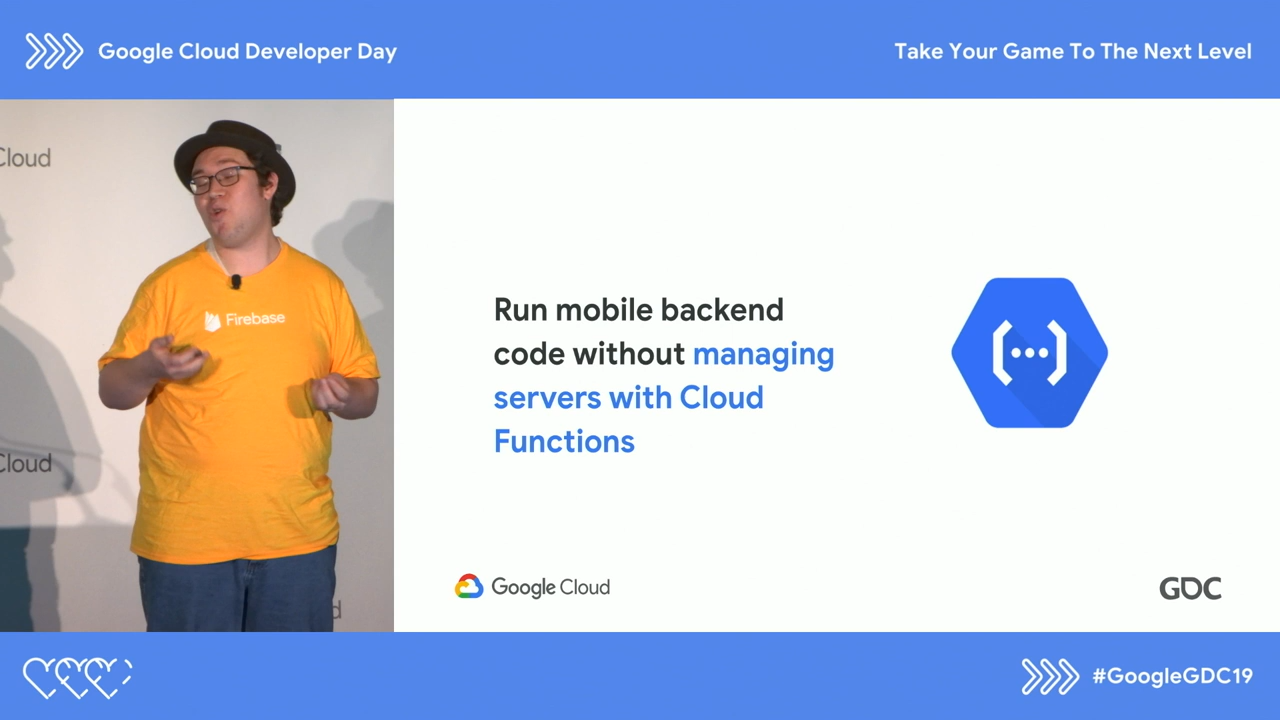 Google Cloud Developer Day
Take Your Game To The Next Level
Cloud
Firebase
Cloud
Run mobile backend
code without managing
servers with Cloud
Functions
Google Cloud
GDC
#GoogleGDC19